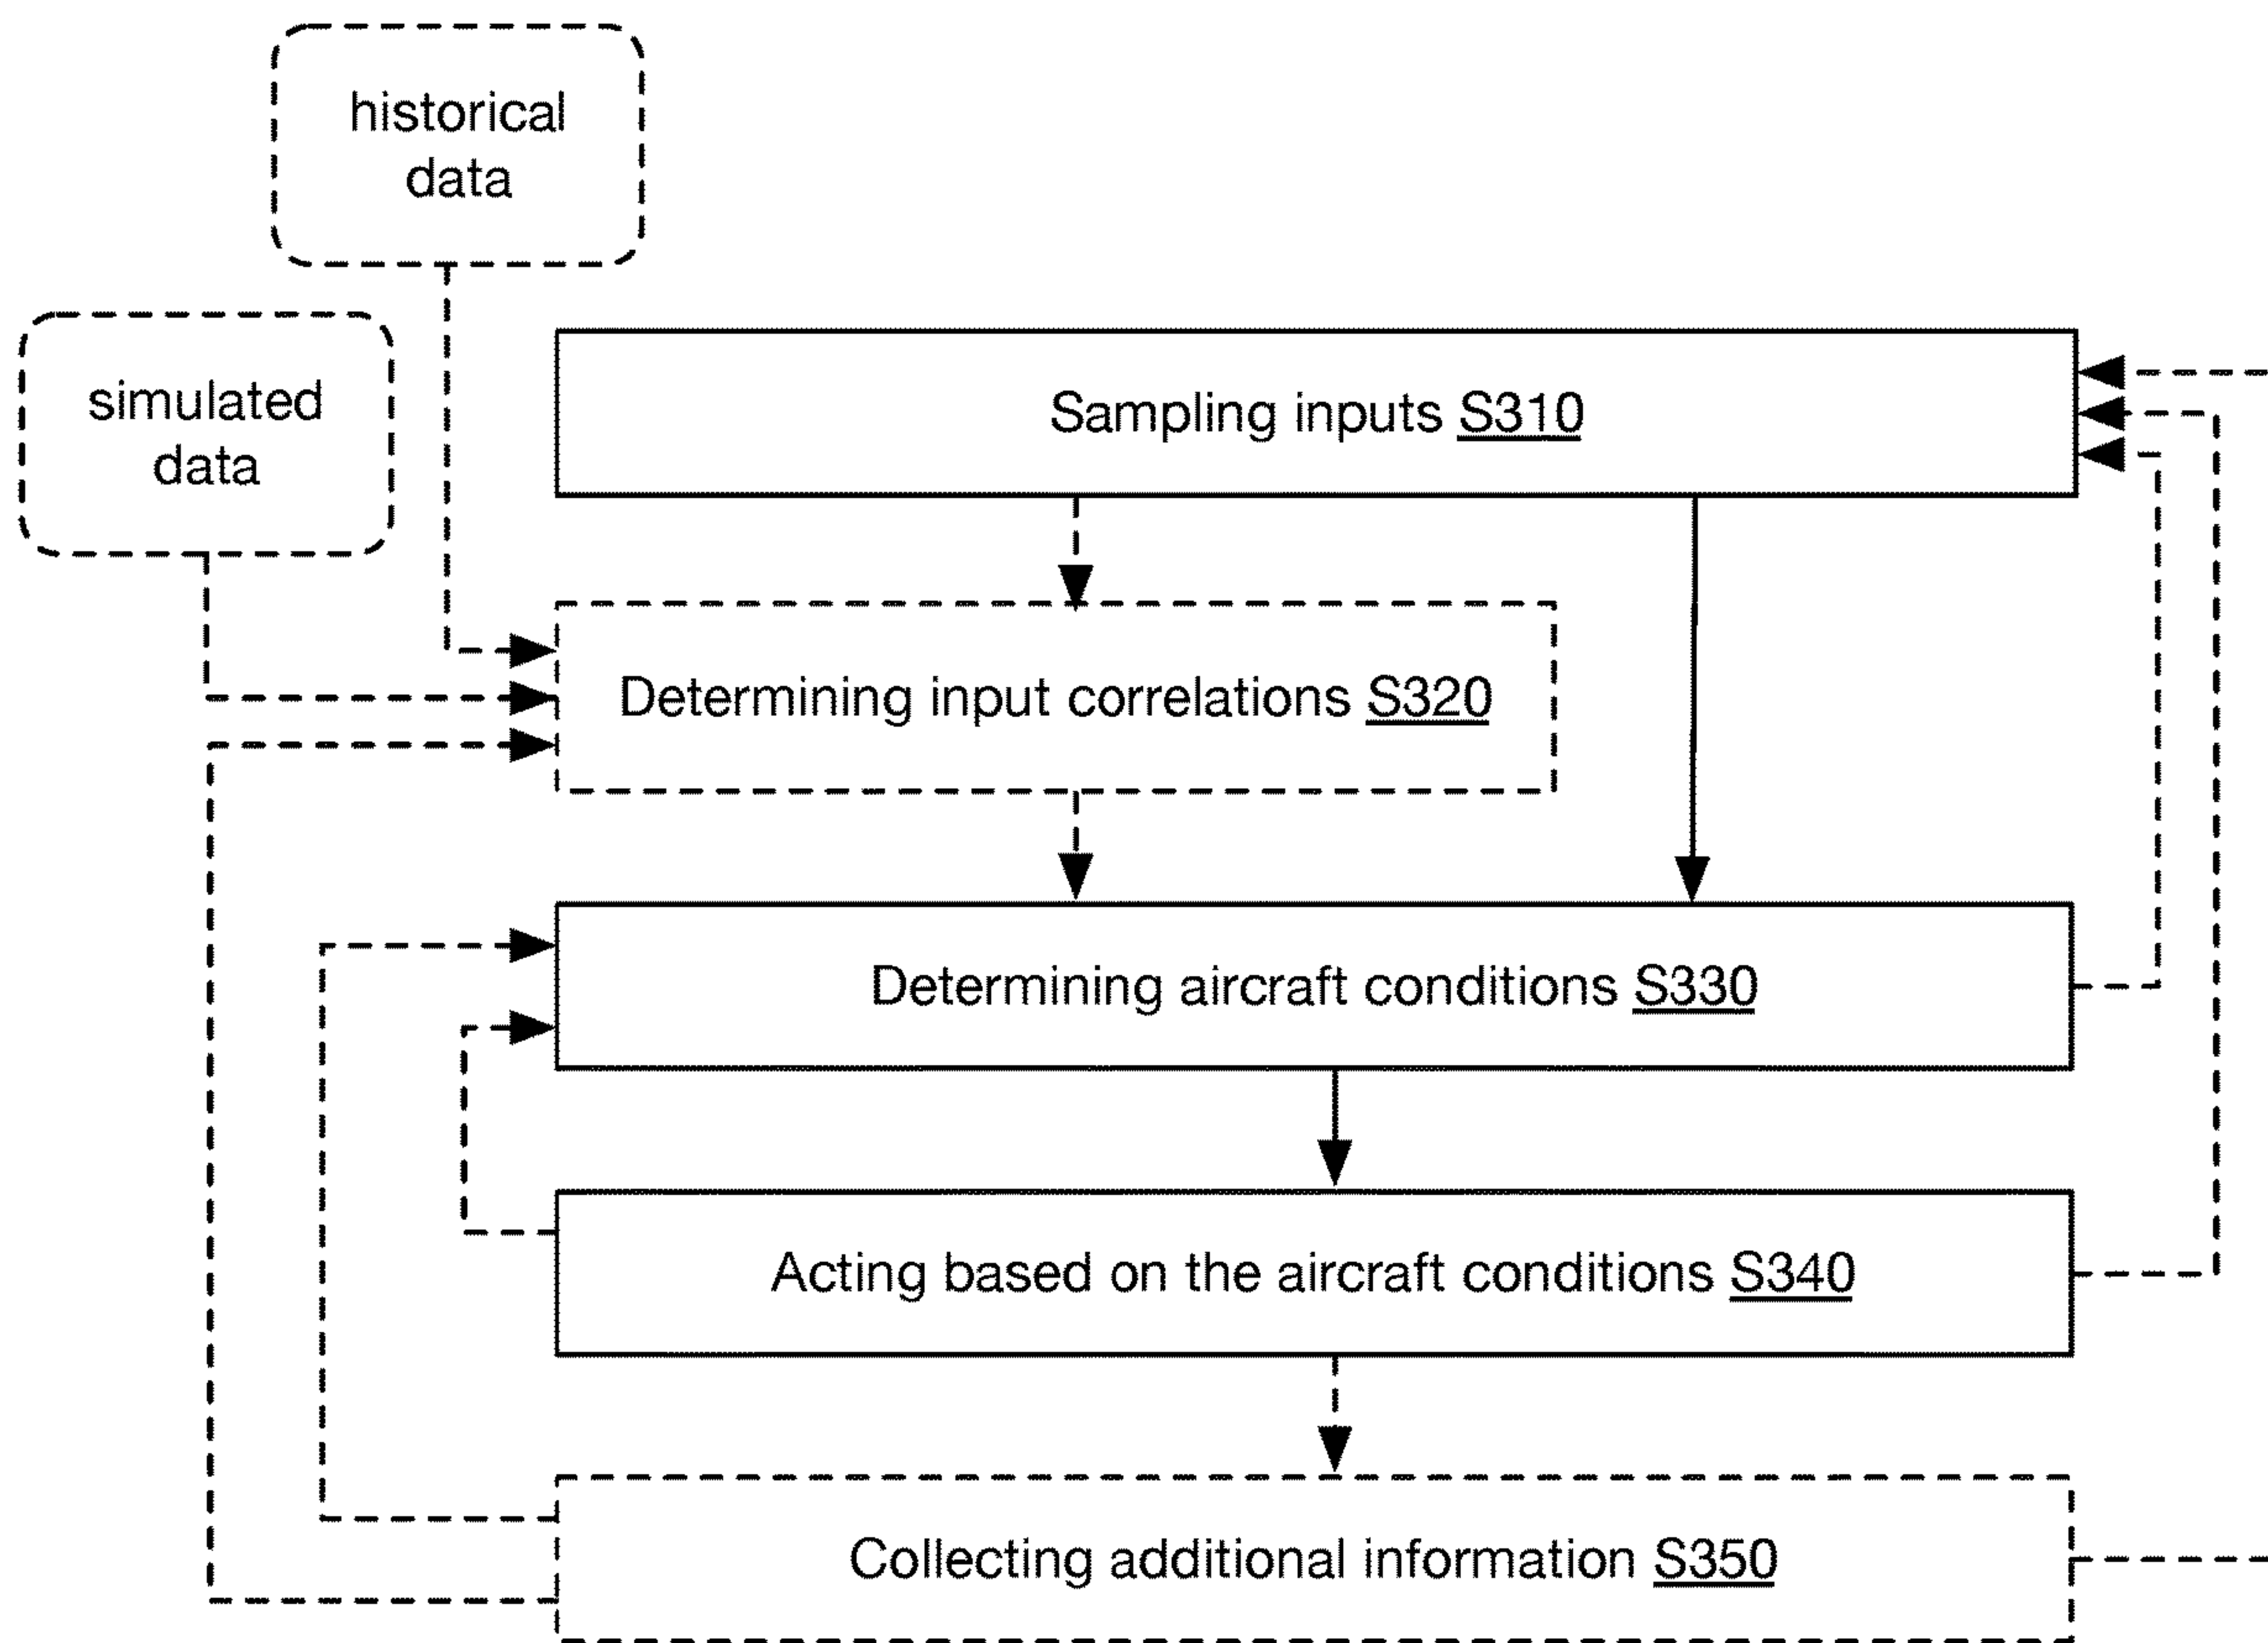 historical
data
simulated
data
Sampling inputs S310
Determining input correlations S320
Determining aircraft conditions S330
Acting based on the aircraft conditions S340
Collecting additional information S350